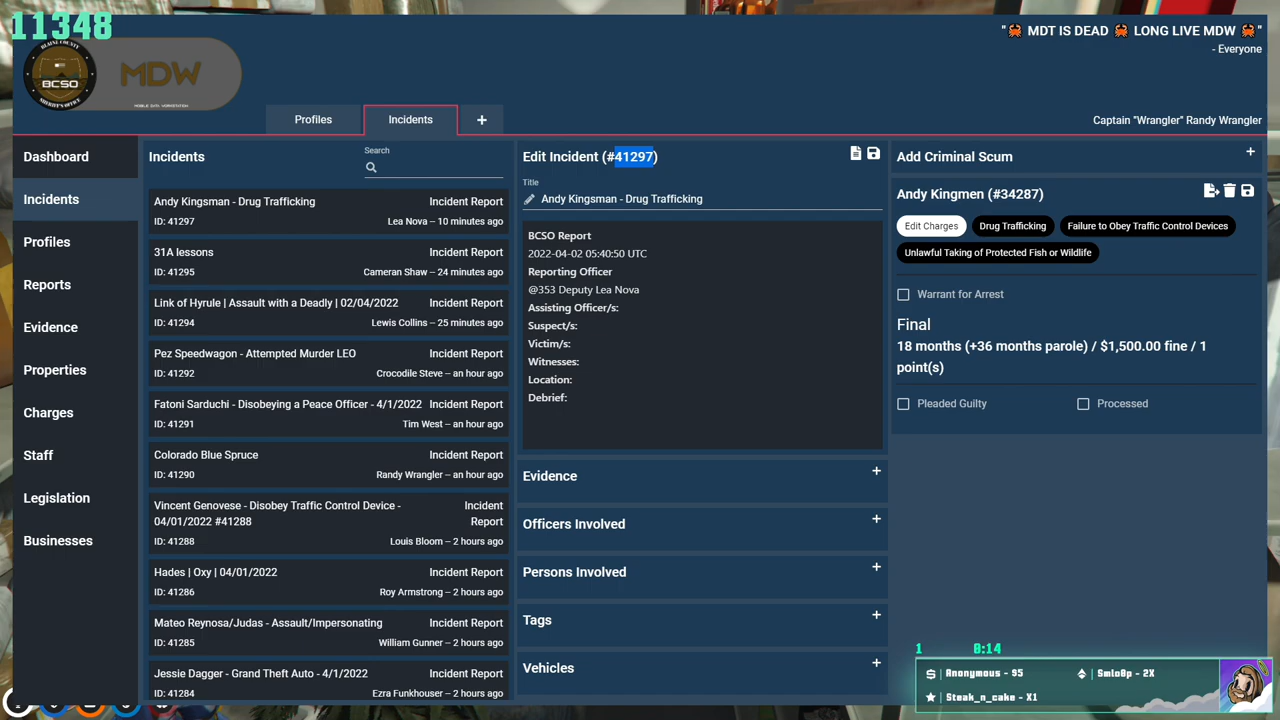 11348
BLAINE COUNTY
BCSO
SHERIFF'S OFFICE
MDW
MOBILE DATA WORKSTATION
" 🦀 MDT IS DEAD 🦀 LONG LIVE MDW 🦀 "
- Everyone
Profiles
Incidents
+
Captain "Wrangler" Randy Wrangler
Dashboard
Incidents
Profiles
Reports
Evidence
Properties
Charges
Staff
Legislation
Businesses
Incidents
Search
Andy Kingsman - Drug Trafficking Incident Report
ID: 41297 Lea Nova – 10 minutes ago
31A lessons Incident Report
ID: 41295 Cameran Shaw – 24 minutes ago
Link of Hyrule | Assault with a Deadly | 02/04/2022 Incident Report
ID: 41294 Lewis Collins – 25 minutes ago
Pez Speedwagon - Attempted Murder LEO Incident Report
ID: 41292 Crocodile Steve – an hour ago
Fatoni Sarduchi - Disobeying a Peace Officer - 4/1/2022 Incident Report
ID: 41291 Tim West – an hour ago
Colorado Blue Spruce Incident Report
ID: 41290 Randy Wrangler – an hour ago
Vincent Genovese - Disobey Traffic Control Device - Incident
04/01/2022 #41288 Report
ID: 41288 Louis Bloom – 2 hours ago
Hades | Oxy | 04/01/2022 Incident Report
ID: 41286 Roy Armstrong – 2 hours ago
Mateo Reynosa/Judas - Assault/Impersonating Incident Report
ID: 41285 William Gunner – 2 hours ago
Jessie Dagger - Grand Theft Auto - 4/1/2022 Incident Report
ID: 41284 Ezra Funkhouser – 2 hours ago
Edit Incident (#41297)
Title
Andy Kingsman - Drug Trafficking
BCSO Report
2022-04-02 05:40:50 UTC
Reporting Officer
@353 Deputy Lea Nova
Assisting Officer/s:
Suspect/s:
Victim/s:
Witnesses:
Location:
Debrief:
Evidence +
Officers Involved +
Persons Involved +
Tags +
Vehicles +
Add Criminal Scum +
Andy Kingmen (#34287)
Edit Charges Drug Trafficking Failure to Obey Traffic Control Devices
Unlawful Taking of Protected Fish or Wildlife
Warrant for Arrest
Final
18 months (+36 months parole) / $1,500.00 fine / 1
point(s)
Pleaded Guilty Processed
1 0:14
Anonymous - 95 Smlo8p - 2X
Steak_n_cake - X1